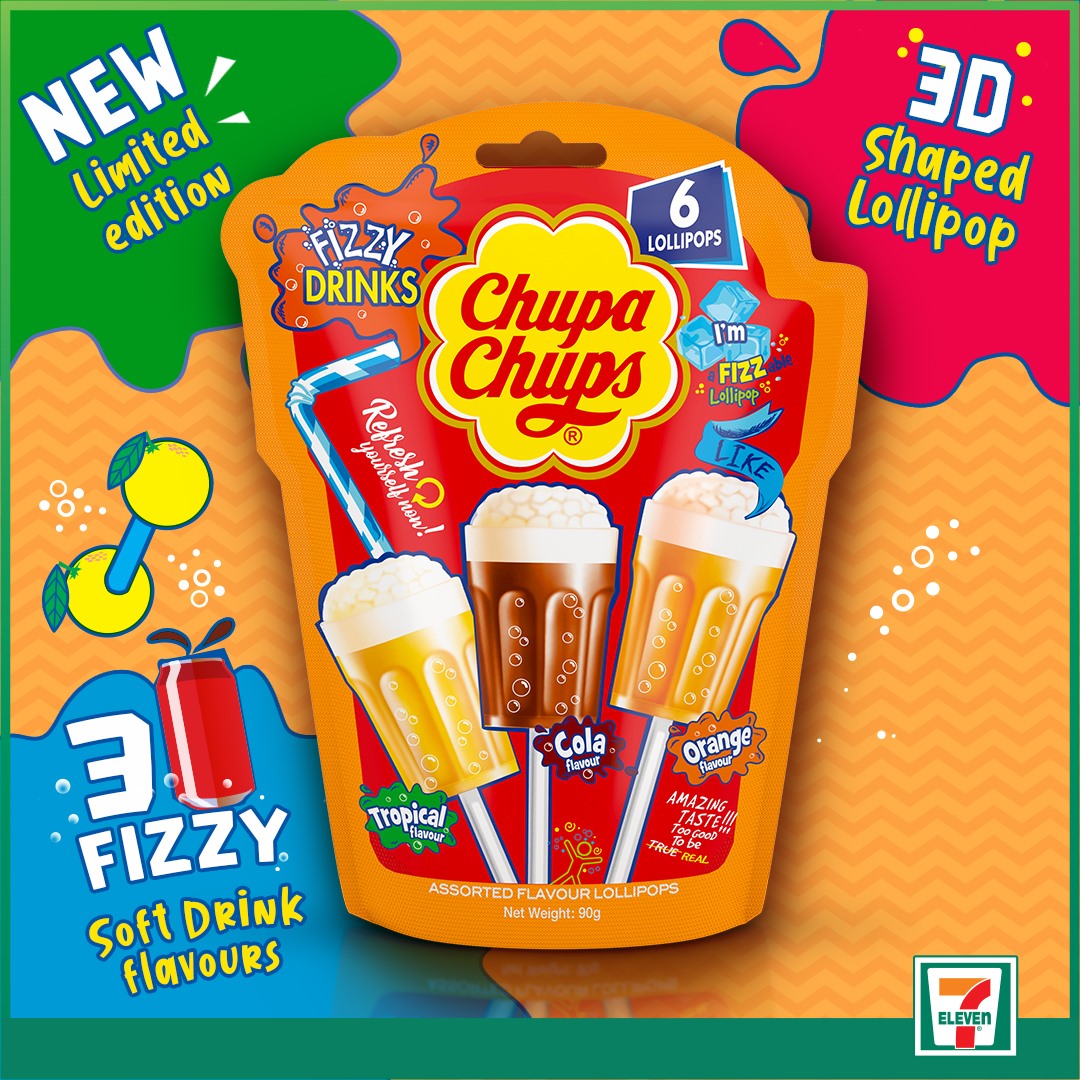 NEW
Limited
edition
3D
Shaped
Lollipop
FIZZY
DRINKS
6
LOLLIPOPS
Chupa
Chups
®
I'm
a FIZZable
Lollipop
LIKE
Refresh
yourself now!
Tropical
flavour
Cola
flavour
Orange
flavour
AMAZING
TASTE!!!
TOO GOOD
To be
TRUE REAL
ASSORTED FLAVOUR LOLLIPOPS
Net Weight: 90g
3
FIZZY
Soft DRINK
flavours
7
ELEVEn
®